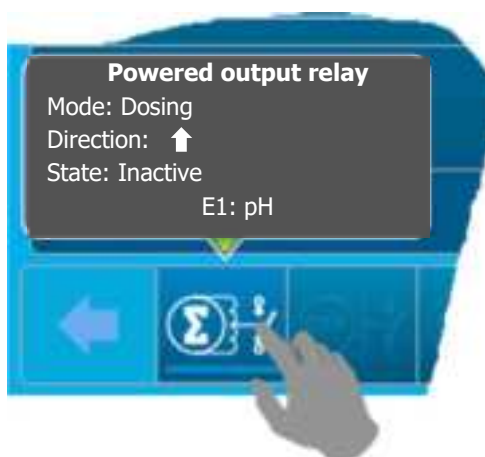 Powered output relay
Mode: Dosing
Direction:
State: Inactive
E1: pH
Σ